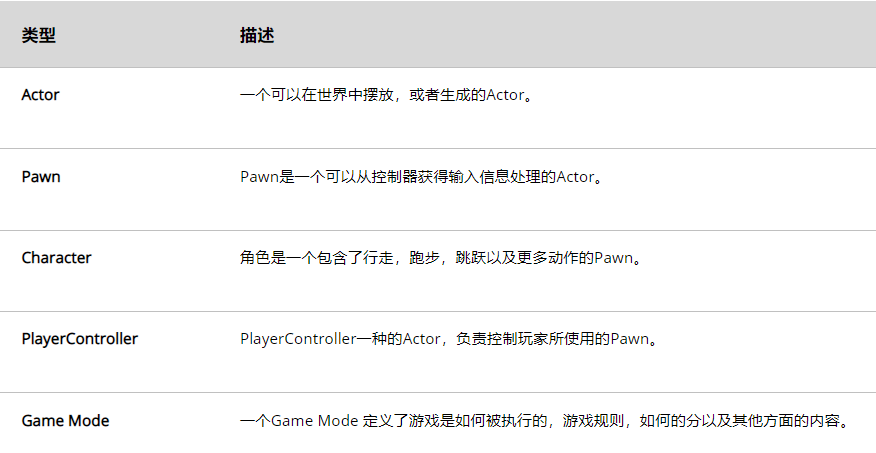 类型 描述
Actor 一个可以在世界中摆放，或者生成的Actor。
Pawn Pawn是一个可以从控制器获得输入信息处理的Actor。
Character 角色是一个包含了行走，跑步，跳跃以及更多动作的Pawn。
PlayerController PlayerController一种的Actor，负责控制玩家所使用的Pawn。
Game Mode 一个Game Mode 定义了游戏是如何被执行的，游戏规则，如何的分以及其他方面的内容。